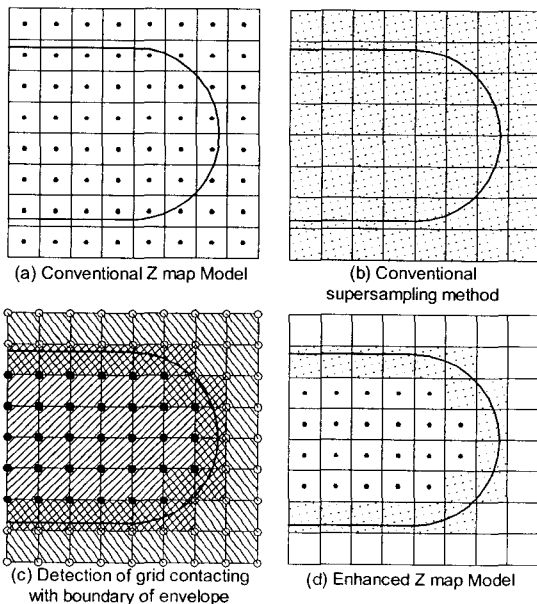 (a) Conventional Z map Model
(b) Conventional
supersampling method
(c) Detection of grid contacting
with boundary of envelope
(d) Enhanced Z map Model